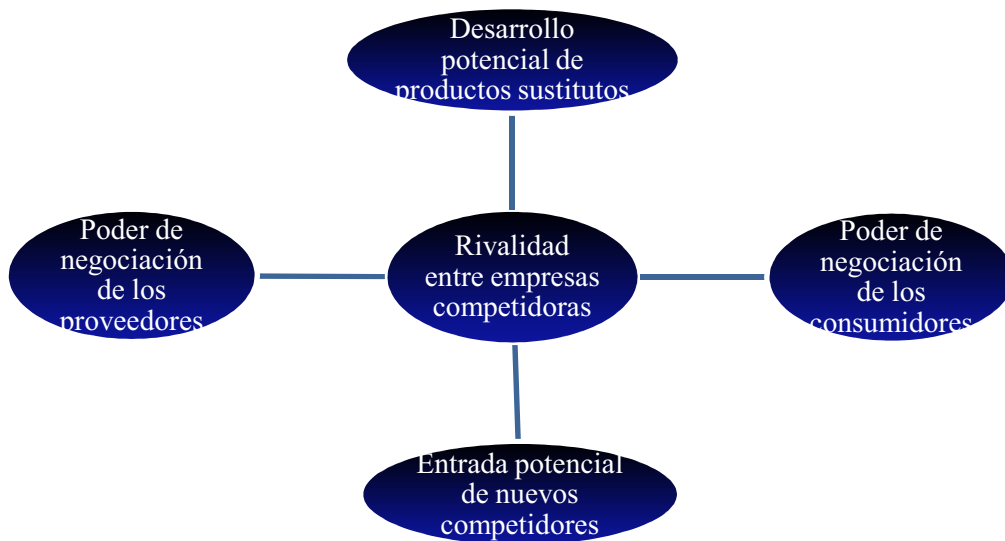 Desarrollo
potencial de
productos sustitutos
Poder de
negociación
de los
proveedores
Rivalidad
entre empresas
competidoras
Poder de
negociación
de los
consumidores
Entrada potencial
de nuevos
competidores